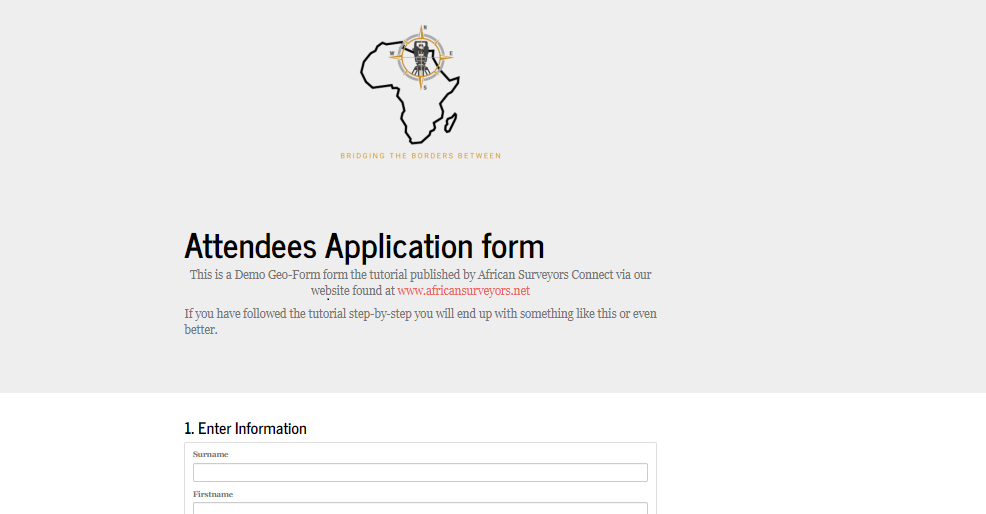 N
W E
S
BRIDGING THE BORDERS BETWEEN
Attendees Application form
This is a Demo Geo-Form form the tutorial published by African Surveyors Connect via our
website found at www.africansurveyors.net
If you have followed the tutorial step-by-step you will end up with something like this or even
better.
1. Enter Information
Surname
Firstname